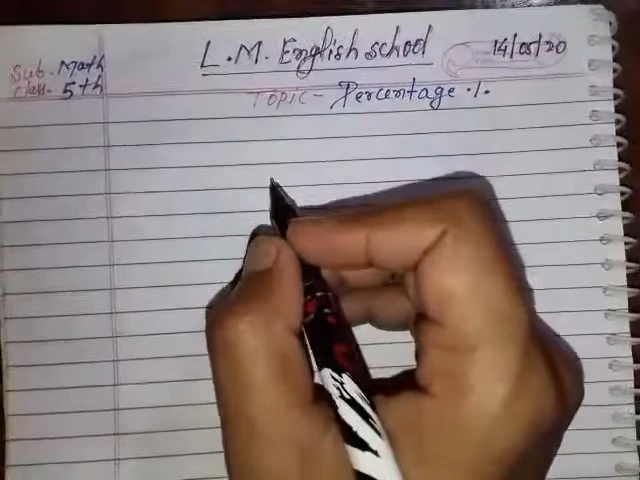 L.M. English school
14/05/20
Sub. Math
Class. 5th
Topic - Percentage ·/.